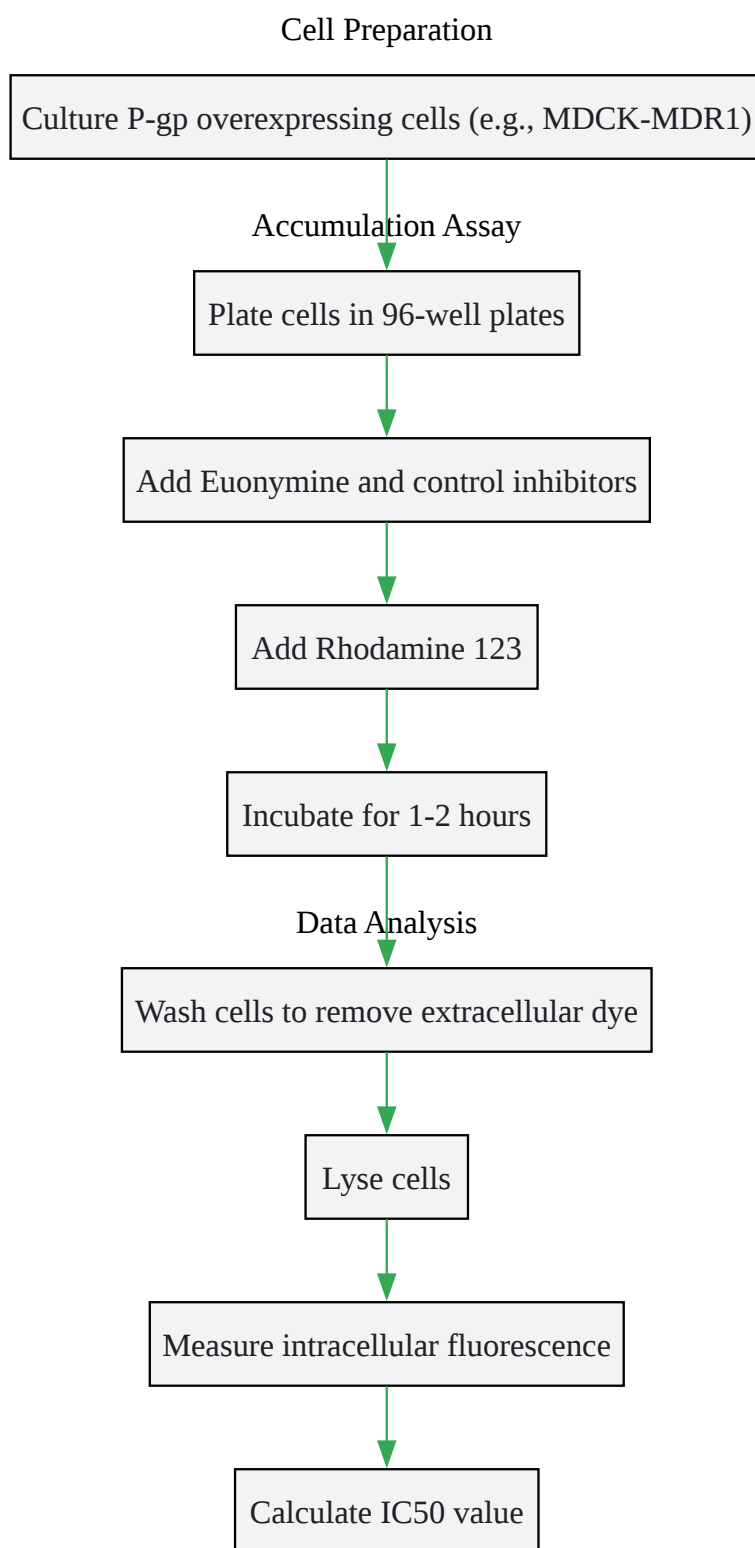 Cell Preparation
Culture P-gp overexpressing cells (e.g., MDCK-MDR1)
Accumulation Assay
Plate cells in 96-well plates
Add Euonymine and control inhibitors
Add Rhodamine 123
Incubate for 1-2 hours
Data Analysis
Wash cells to remove extracellular dye
Lyse cells
Measure intracellular fluorescence
Calculate IC50 value